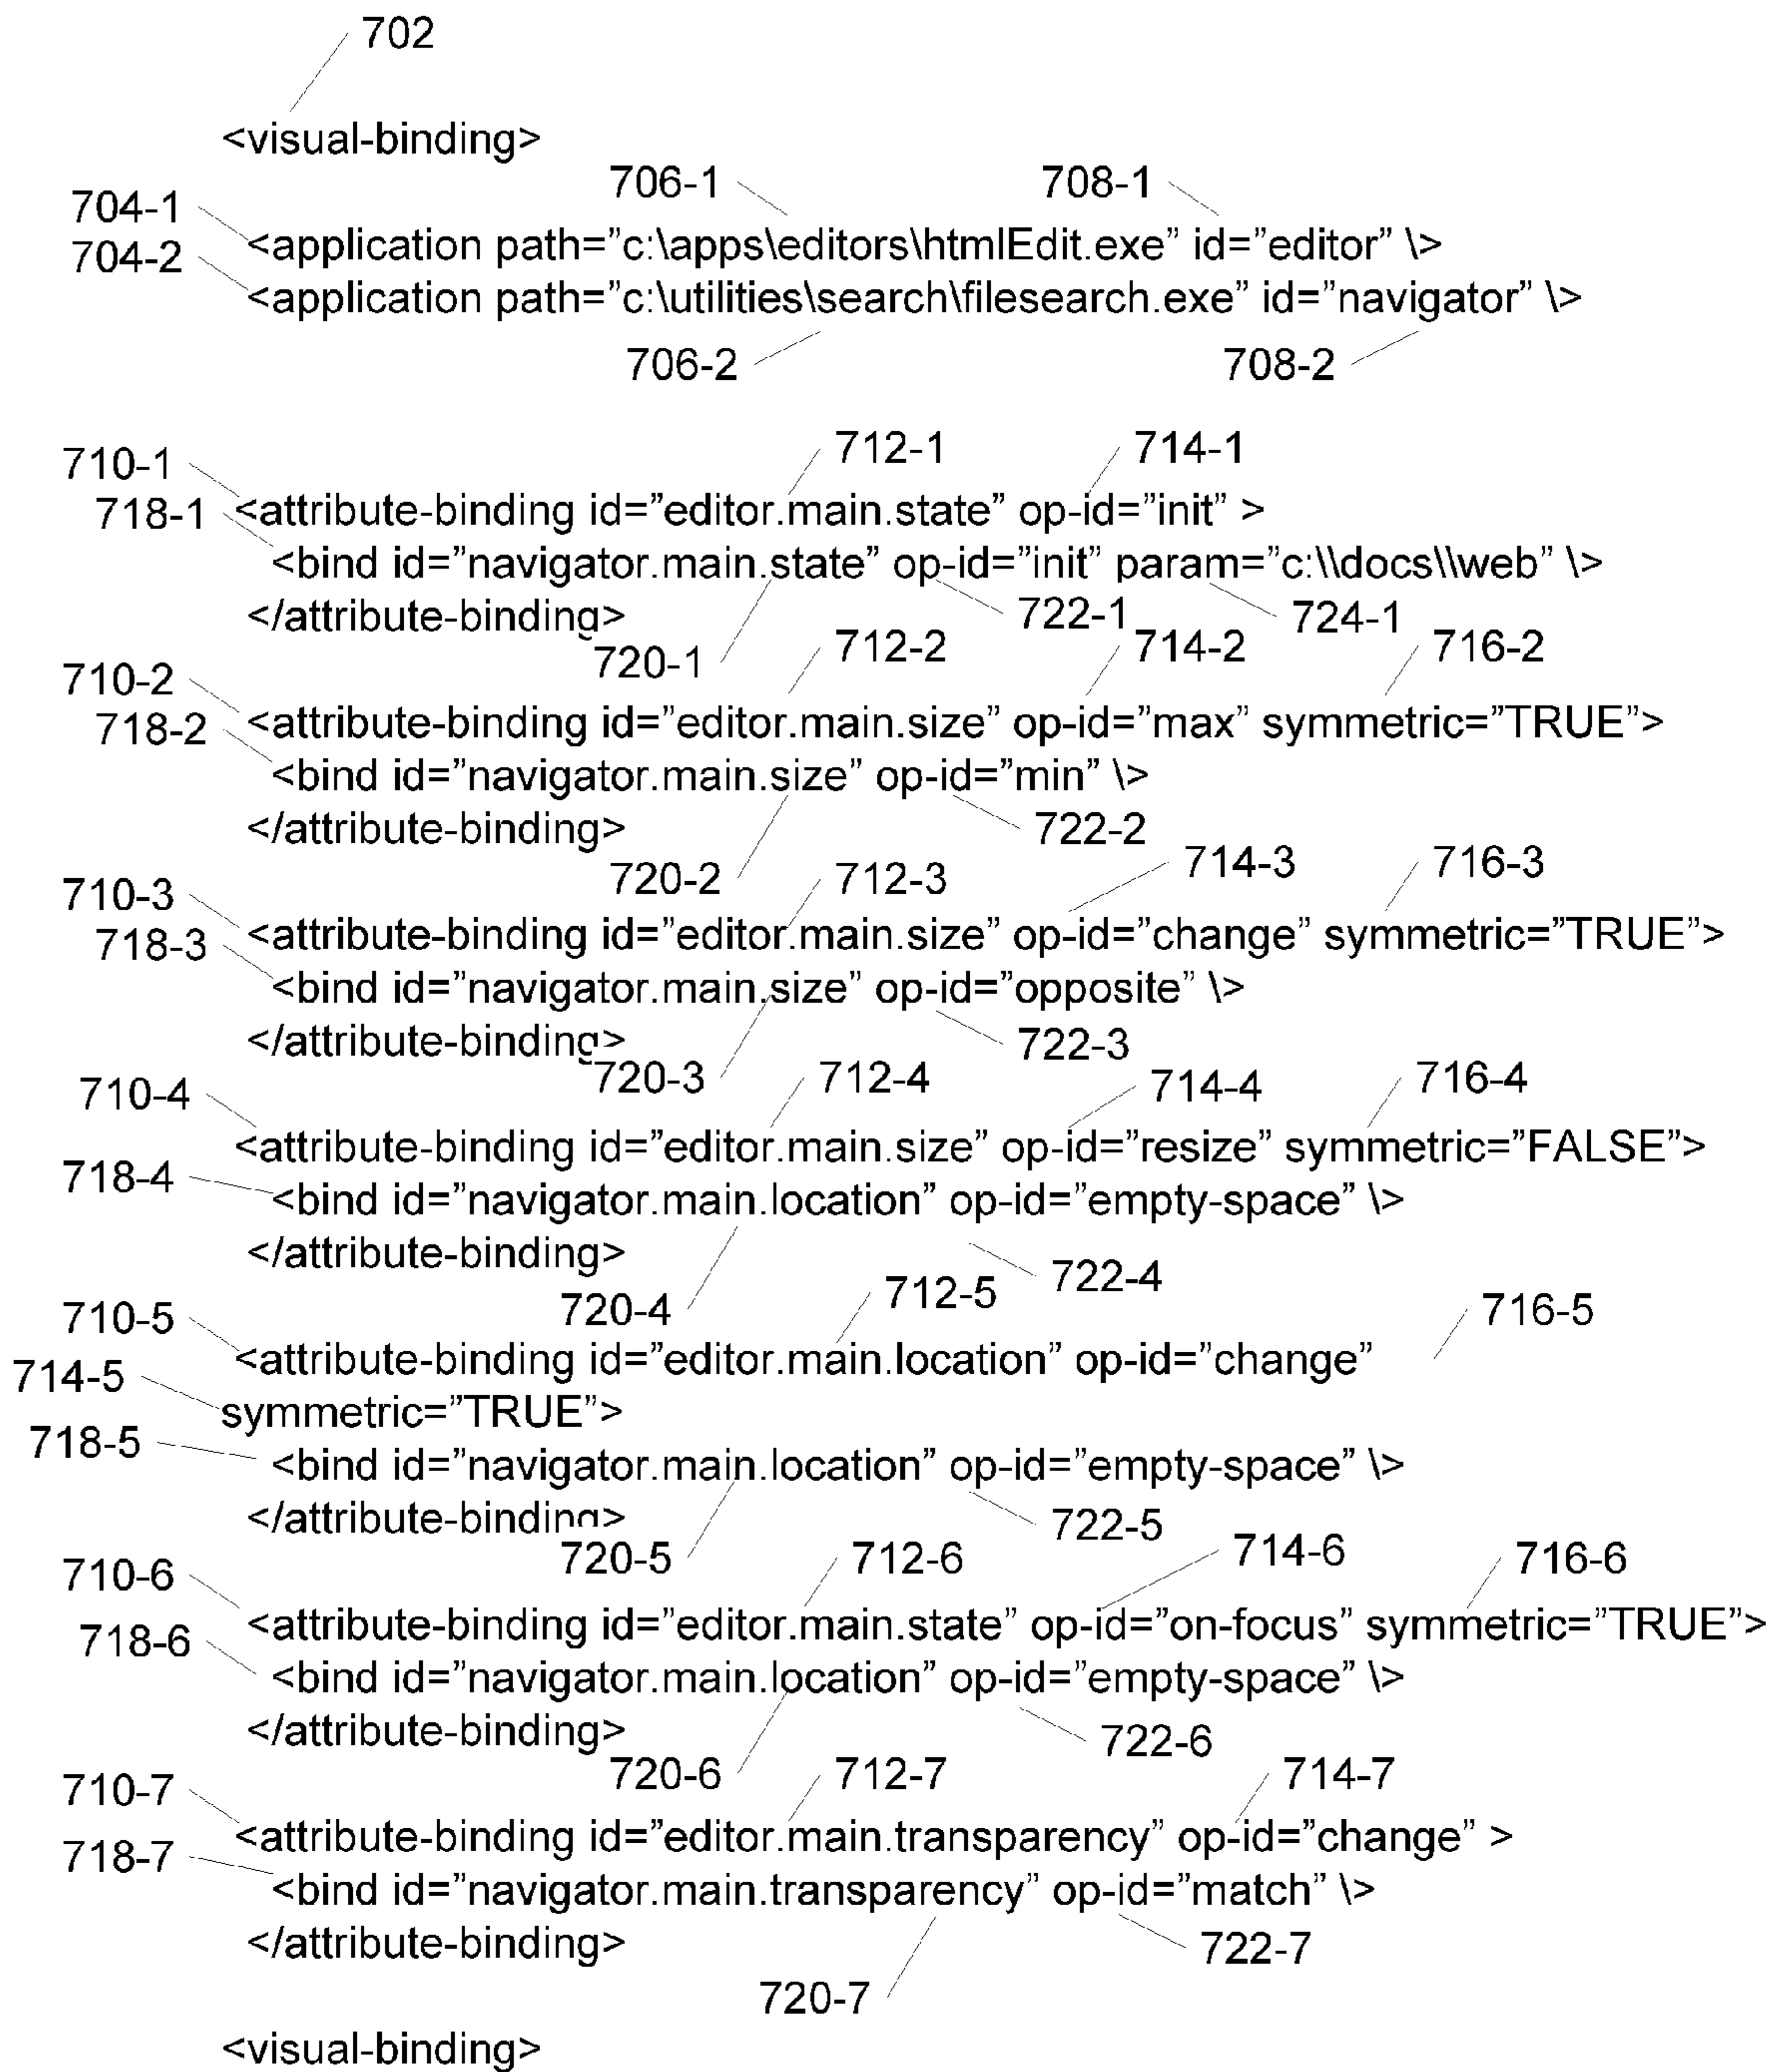 702
<visual-binding>
706-1 708-1
704-1
<application path=”c:\apps\editors\htmlEdit.exe” id=”editor” \>
704-2
<application path=”c:\utilities\search\filesearch.exe” id=”navigator” \>
706-2 708-2
712-1 714-1
710-1
<attribute-binding id=”editor.main.state” op-id=”init” >
718-1
<bind id=”navigator.main.state” op-id=”init” param=”c:\\docs\\web” \>
</attribute-binding> 722-1 724-1
720-1 712-2 714-2 716-2
710-2
<attribute-binding id=”editor.main.size” op-id=”max” symmetric=”TRUE”>
718-2
<bind id=”navigator.main.size” op-id=”min” \>
</attribute-binding> 722-2
720-2 712-3 714-3 716-3
710-3
<attribute-binding id=”editor.main.size” op-id=”change” symmetric=”TRUE”>
718-3
<bind id=”navigator.main.size” op-id=”opposite” \>
</attribute-binding> 722-3
720-3 712-4 714-4 716-4
710-4
<attribute-binding id=”editor.main.size” op-id=”resize” symmetric=”FALSE”>
718-4
<bind id=”navigator.main.location” op-id=”empty-space” \>
</attribute-binding> 722-4
720-4 712-5 716-5
710-5
<attribute-binding id=”editor.main.location” op-id=”change”
714-5
symmetric=”TRUE”>
718-5
<bind id=”navigator.main.location” op-id=”empty-space” \>
</attribute-binding> 722-5
720-5 712-6 714-6 716-6
710-6
<attribute-binding id=”editor.main.state” op-id=”on-focus” symmetric=”TRUE”>
718-6
<bind id=”navigator.main.location” op-id=”empty-space” \>
</attribute-binding> 722-6
720-6 712-7 714-7
710-7
<attribute-binding id=”editor.main.transparency” op-id=”change” >
718-7
<bind id=”navigator.main.transparency” op-id=”match” \>
</attribute-binding> 722-7
720-7
<visual-binding>